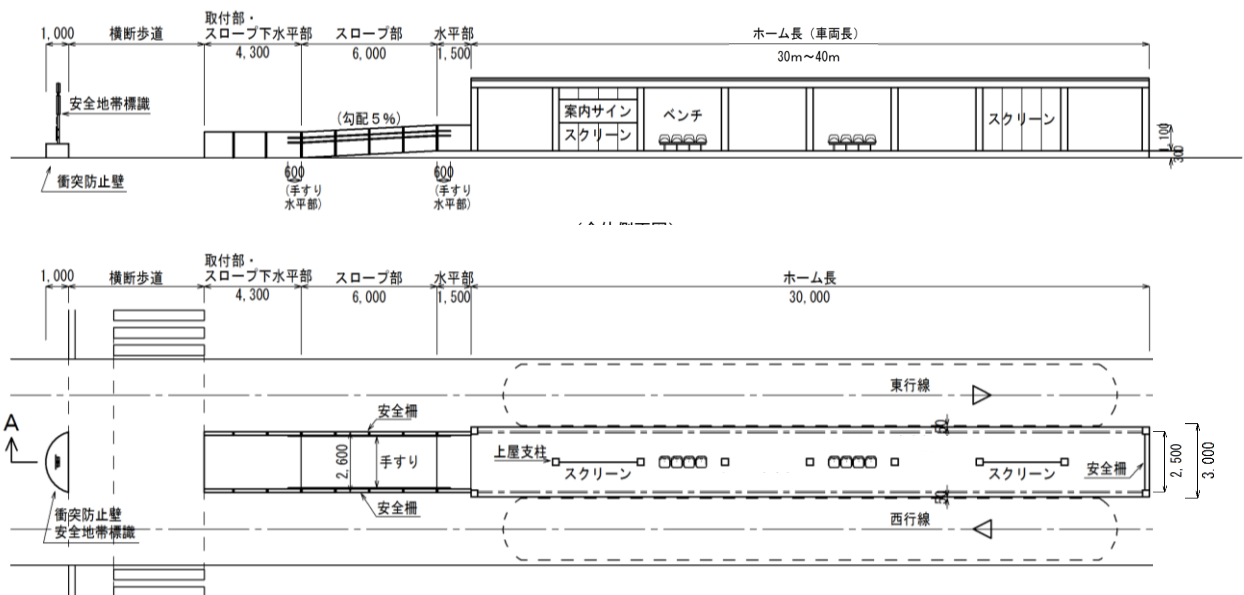 1,000
横断歩道
取付部・
スロープ下水平部
4,300
スロープ部
6,000
水平部
1,500
ホーム長（車両長）
30m～40m
安全地帯標識
(勾配５%)
案内サイン
スクリーン
ベンチ
スクリーン
300
衝突防止壁
600
(手すり
水平部)
600
(手すり
水平部)
1,000
横断歩道
取付部・
スロープ下水平部
4,300
スロープ部
6,000
水平部
1,500
ホーム長
30,000
東行線
A
安全柵
2,600
手すり
安全柵
上屋支柱
スクリーン
スクリーン
安全柵
2,500
3,000
衝突防止壁
安全地帯標識
西行線